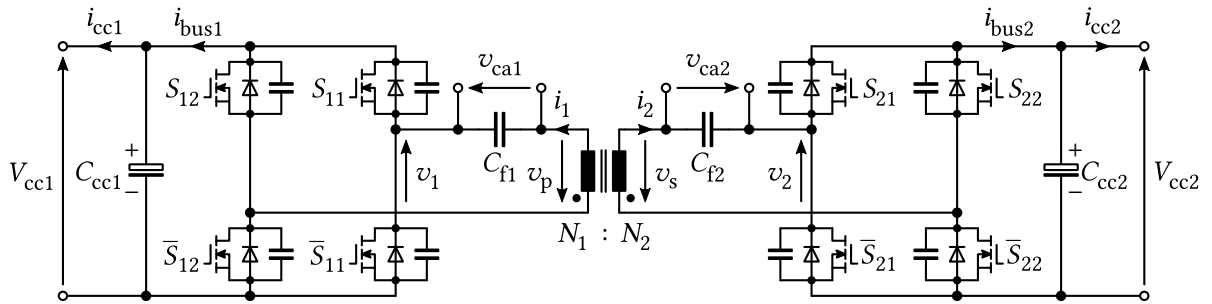 i_cc1 i_bus1 i_bus2 i_cc2
S_12 S_11 v_ca1 v_ca2 S_21 S_22
i_1 i_2
V_cc1 C_cc1 + − v_1 C_f1 v_p v_s C_f2 v_2 + − C_cc2 V_cc2
N_1 : N_2
S̅_12 S̅_11 S̅_21 S̅_22